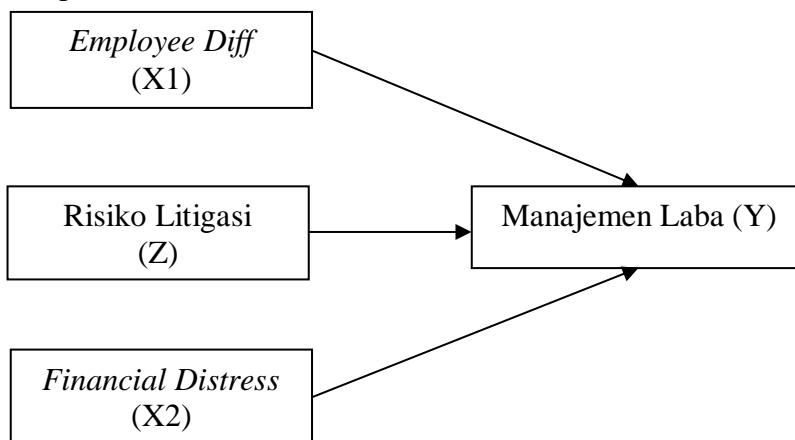 Employee Diff
(X1)
Risiko Litigasi
(Z)
Manajemen Laba (Y)
Financial Distress
(X2)